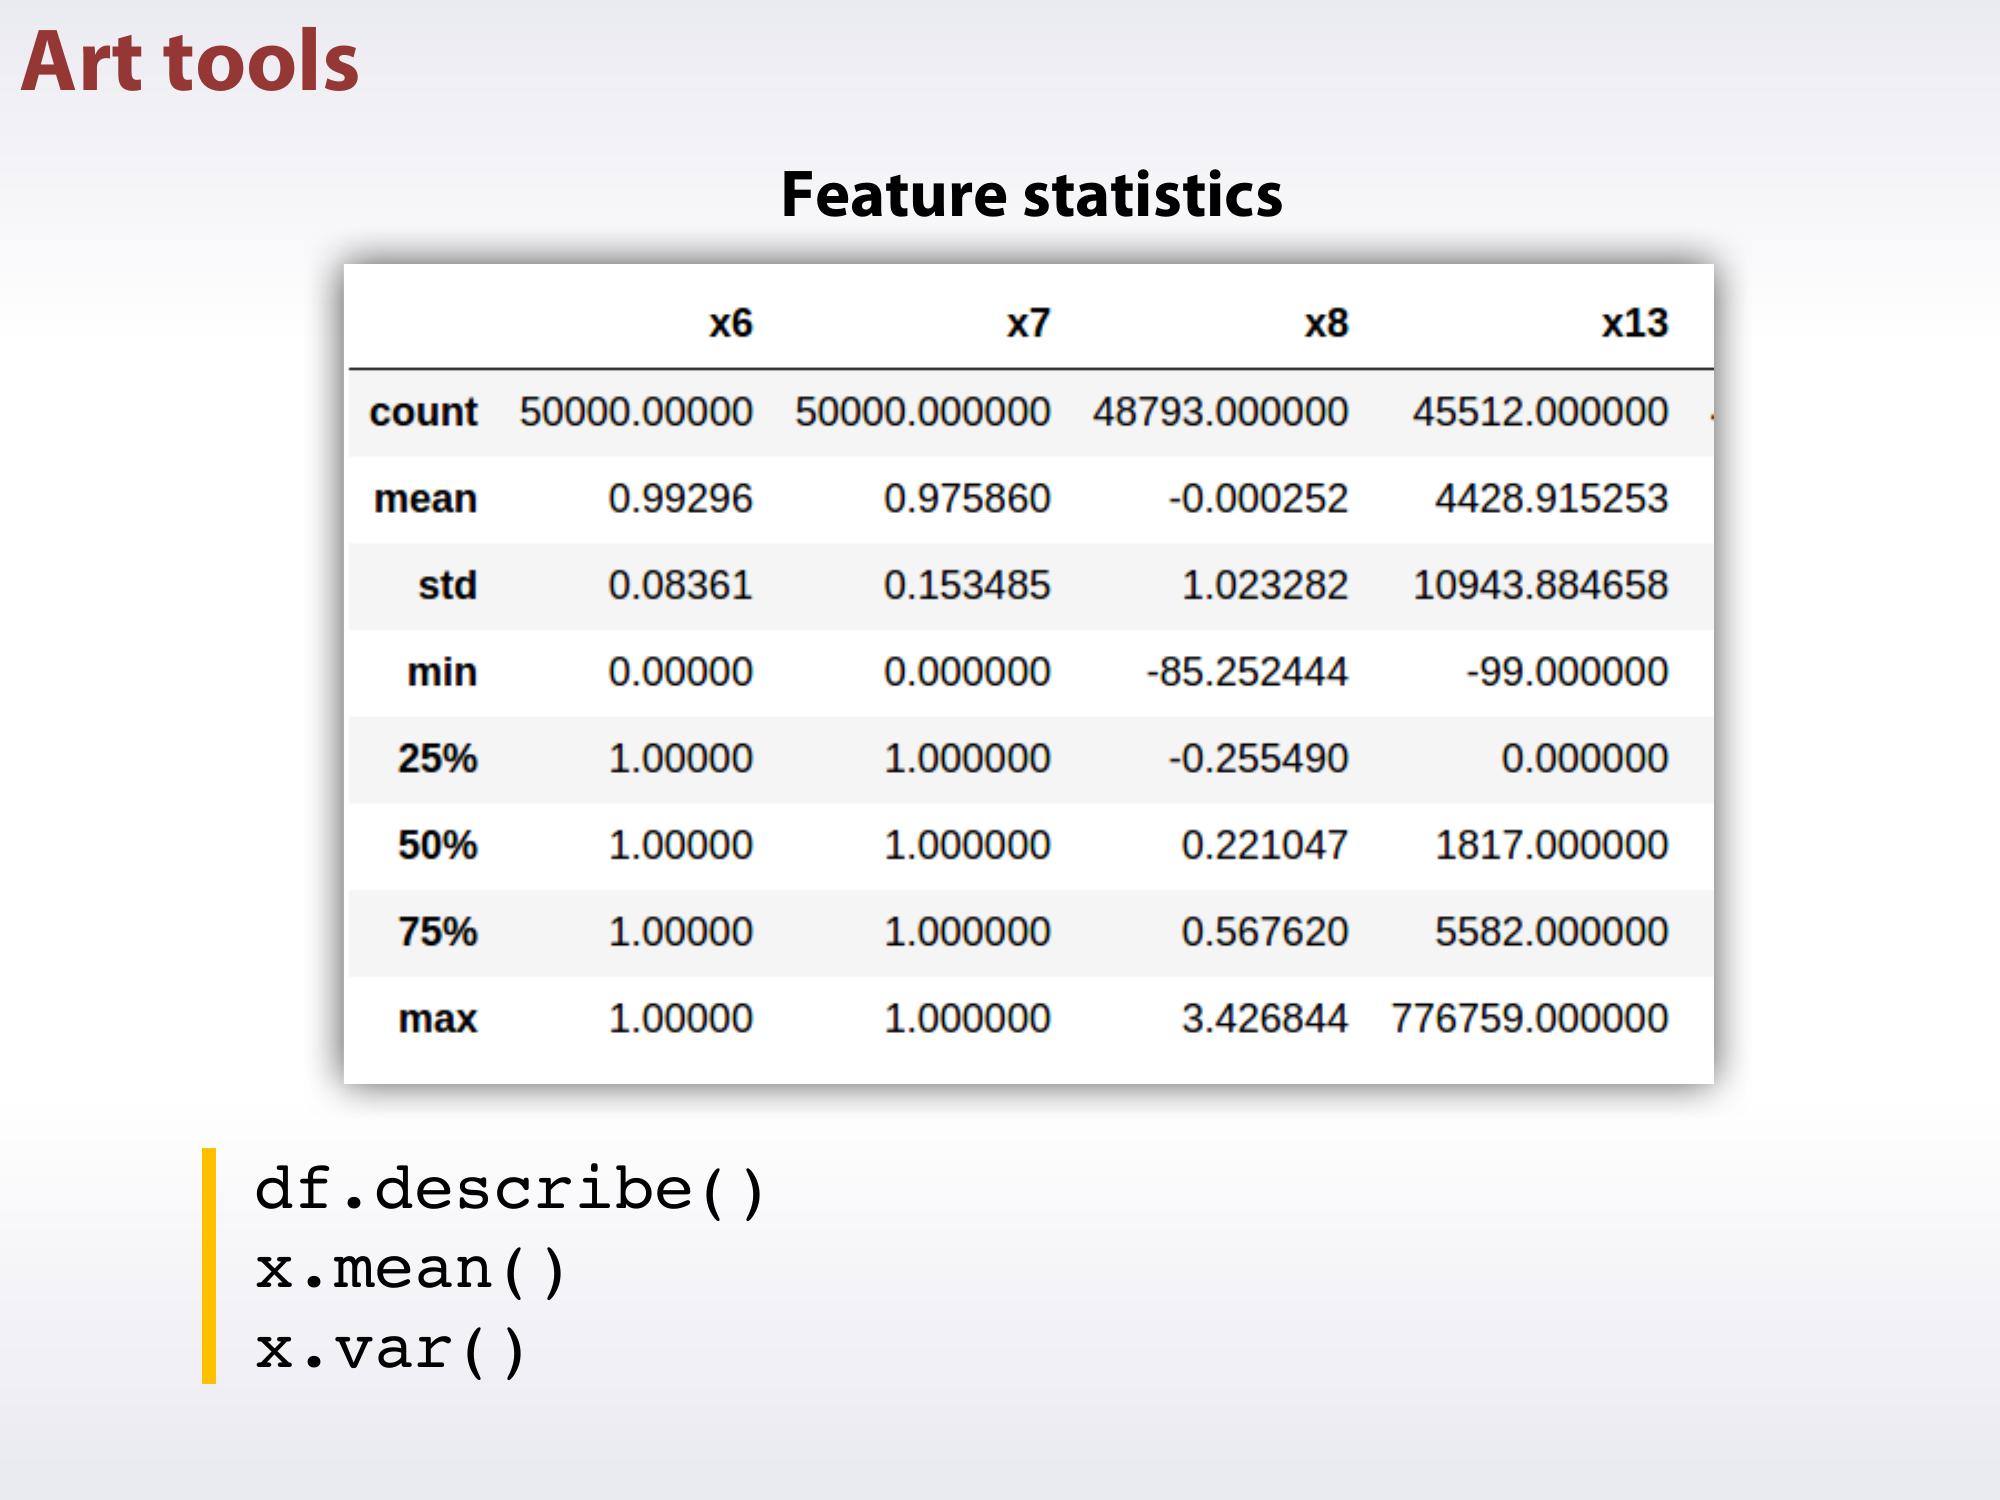 Art tools
Feature statistics
x6 x7 x8 x13
count 50000.00000 50000.000000 48793.000000 45512.000000
mean 0.99296 0.975860 -0.000252 4428.915253
std 0.08361 0.153485 1.023282 10943.884658
min 0.00000 0.000000 -85.252444 -99.000000
25% 1.00000 1.000000 -0.255490 0.000000
50% 1.00000 1.000000 0.221047 1817.000000
75% 1.00000 1.000000 0.567620 5582.000000
max 1.00000 1.000000 3.426844 776759.000000
df.describe()
x.mean()
x.var()